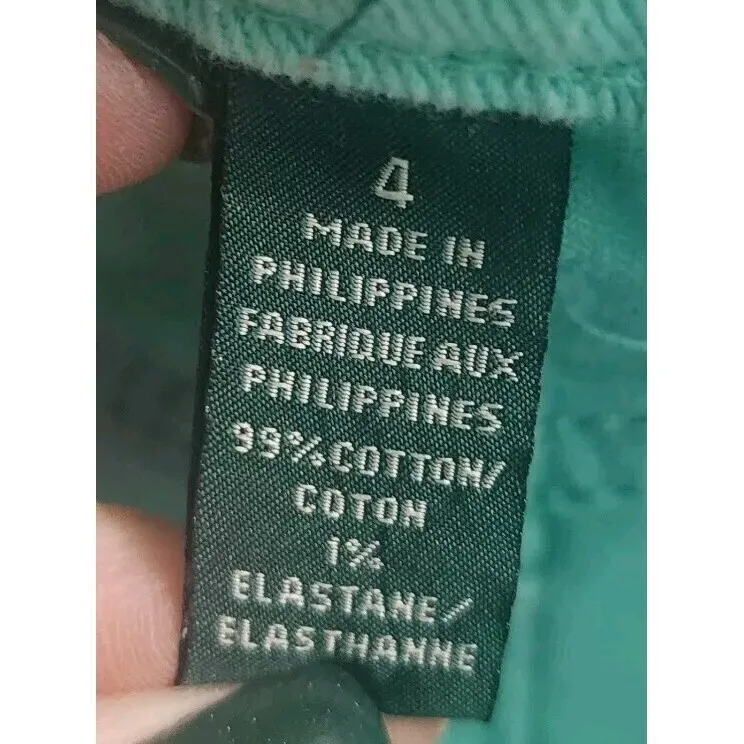 4
MADE IN
PHILIPPINES
FABRIQUE AUX
PHILIPPINES
99% COTTON/
COTON
1%
ELASTANE/
ELASTHANNE